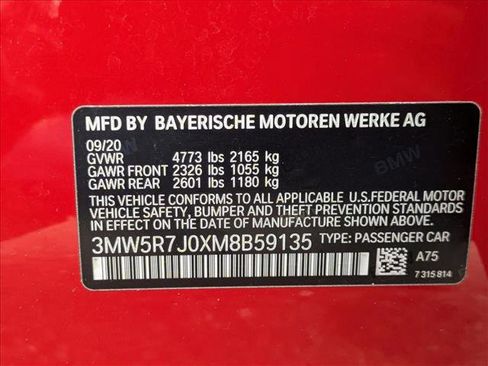 MFD BY BAYERISCHE MOTOREN WERKE AG
09/20
GVWR 4773 lbs 2165 kg
GAWR FRONT 2326 lbs 1055 kg
GAWR REAR 2601 lbs 1180 kg
THIS VEHICLE CONFORMS TO ALL APPLICABLE U.S.FEDERAL MOTOR
VEHICLE SAFETY, BUMPER AND THEFT PREVENTION STANDARDS IN
EFFECT ON THE DATE OF MANUFACTURE SHOWN ABOVE.
3MW5R7J0XM8B59135 TYPE: PASSENGER CAR
A75
7 315 814
BMW